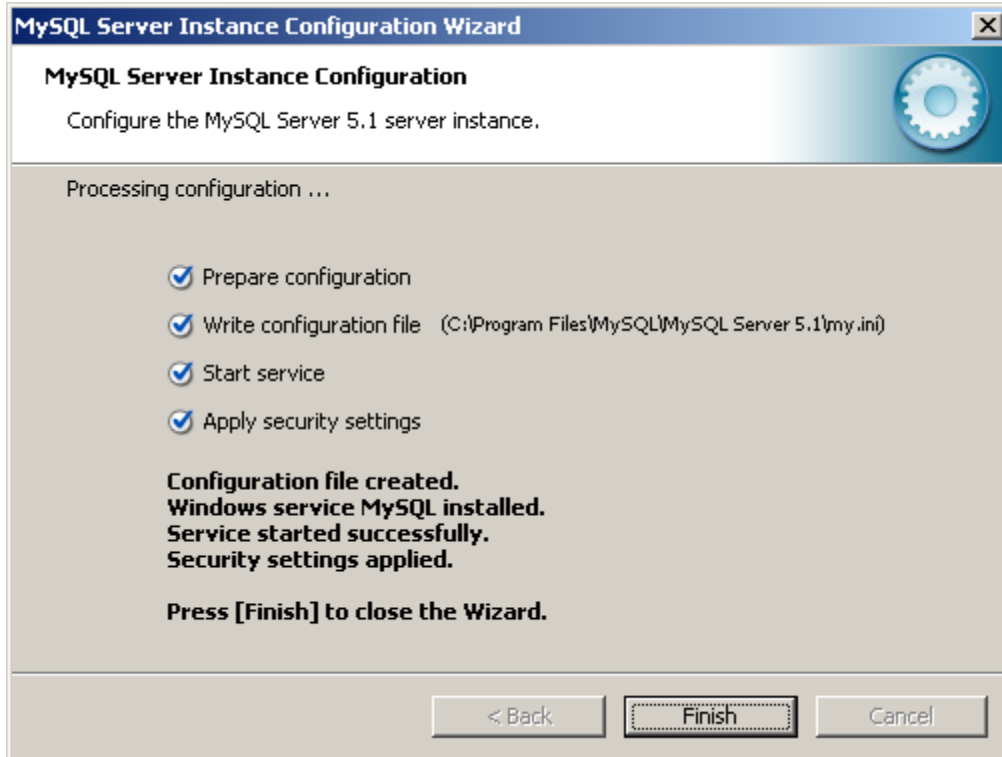 MySQL Server Instance Configuration Wizard
MySQL Server Instance Configuration
Configure the MySQL Server 5.1 server instance.
Processing configuration ...
Prepare configuration
Write configuration file (C:\Program Files\MySQL\MySQL Server 5.1\my.ini)
Start service
Apply security settings
Configuration file created.
Windows service MySQL installed.
Service started successfully.
Security settings applied.
Press [Finish] to close the Wizard.
< Back Finish Cancel